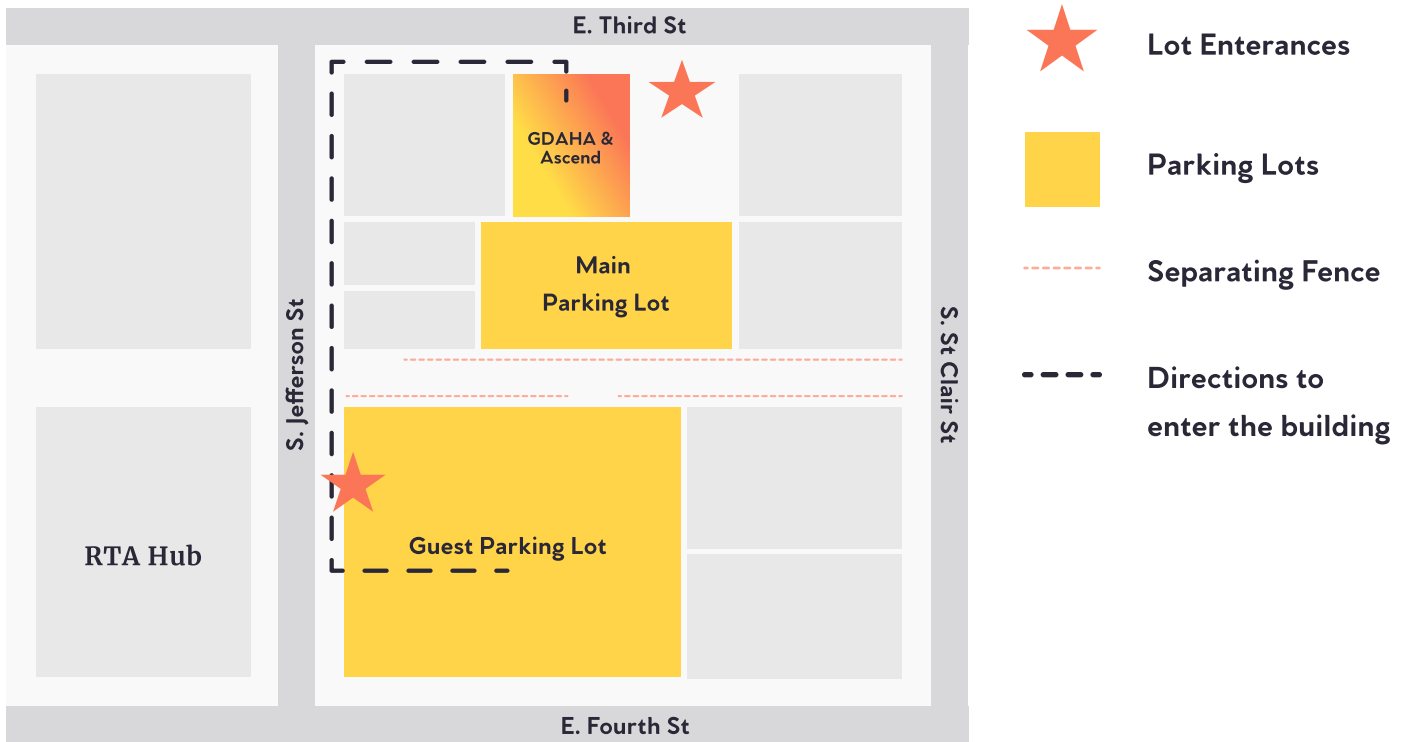 E. Third St
Lot Enterances
GDAHA &
Ascend
Parking Lots
Main
Parking Lot
Separating Fence
S. Jefferson St
S. St Clair St
Directions to
enter the building
RTA Hub
Guest Parking Lot
E. Fourth St